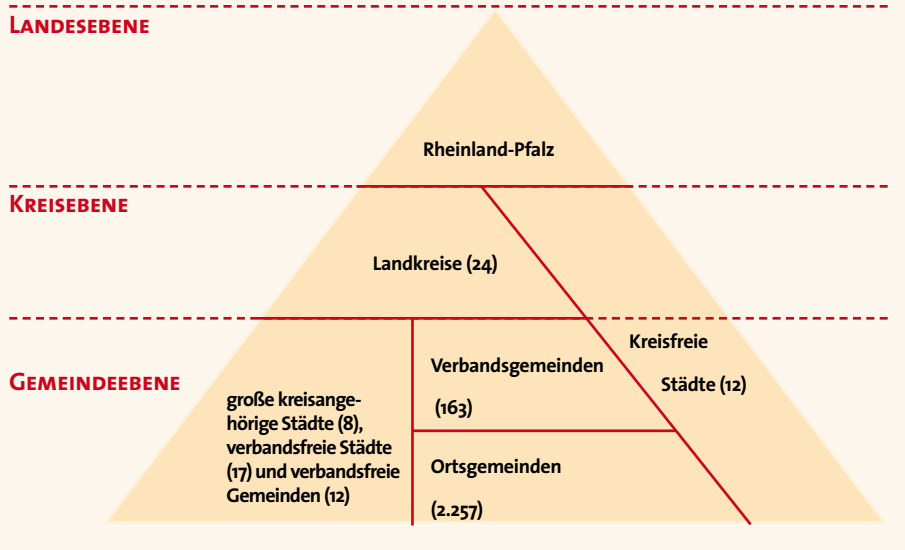 LANDESEBENE
Rheinland-Pfalz
KREISEBENE
Landkreise (24)
GEMEINDEEBENE
große kreisange-
hörige Städte (8),
verbandsfreie Städte
(17) und verbandsfreie
Gemeinden (12)
Verbandsgemeinden
(163)
Ortsgemeinden
(2.257)
Kreisfreie
Städte (12)